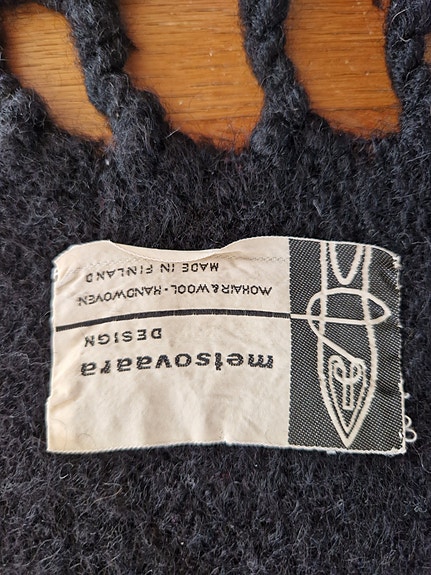 metsovaara
DESIGN
MOHAIR & WOOL · HANDWOVEN
MADE IN FINLAND